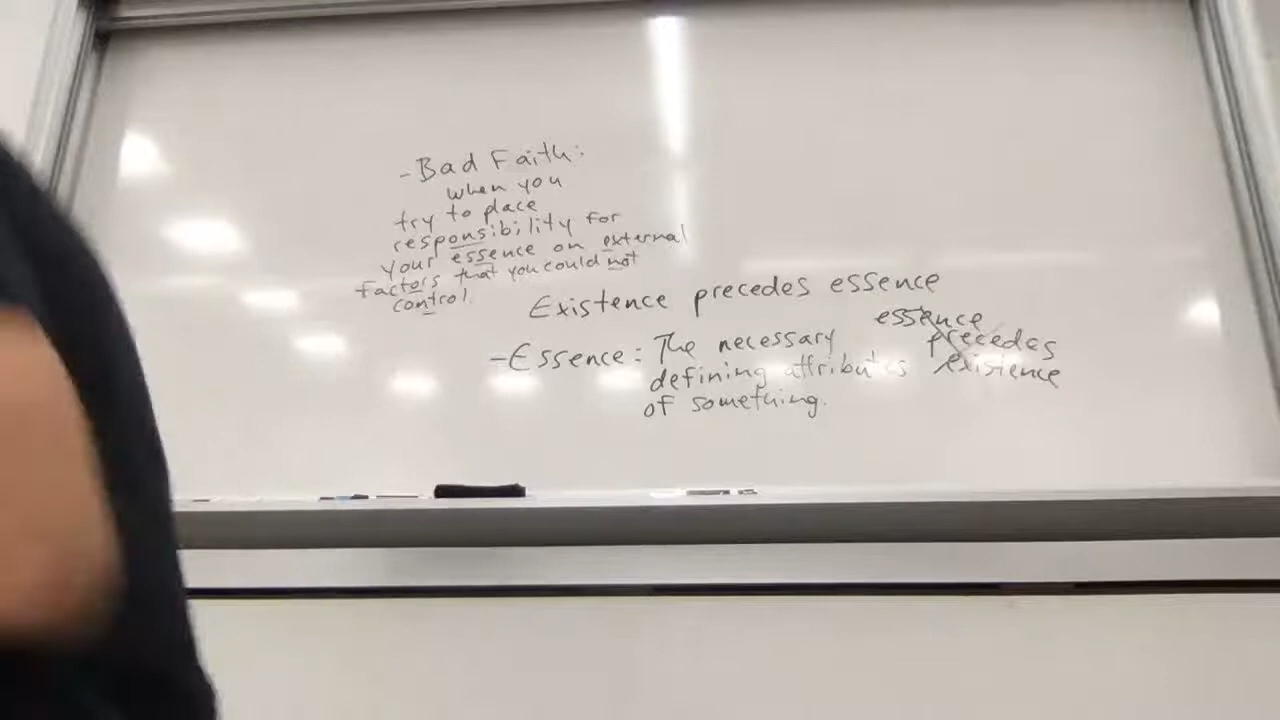 - Bad Faith:
when you
try to place
responsibility for
your essence on external
factors that you could not
control.
Existence precedes essence
- Essence: The necessary
defining attributes
of something.
essence
precedes
existence